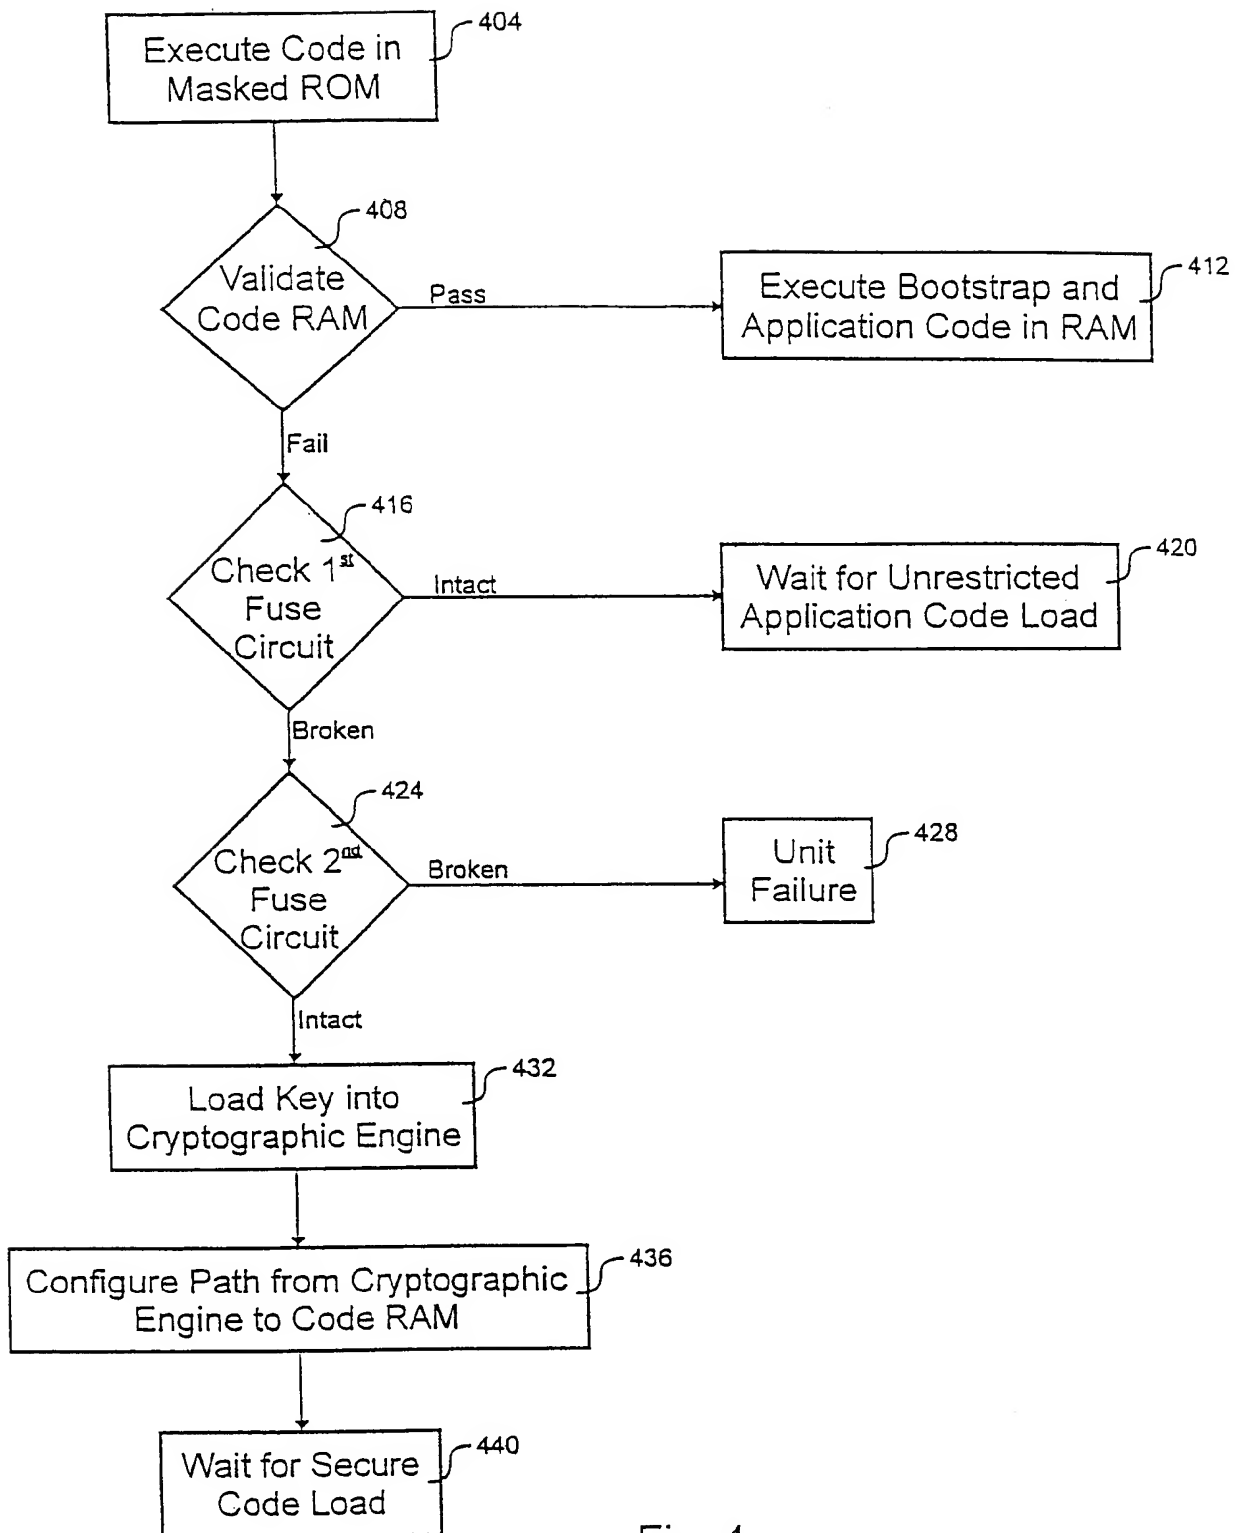 Execute Code in
Masked ROM
404
408
Validate
Code RAM
Pass
Execute Bootstrap and
Application Code in RAM
412
Fail
416
Check 1st
Fuse
Circuit
Intact
Wait for Unrestricted
Application Code Load
420
Broken
424
Check 2nd
Fuse
Circuit
Broken
Unit
Failure
428
Intact
Load Key into
Cryptographic Engine
432
Configure Path from Cryptographic
Engine to Code RAM
436
Wait for Secure
Code Load
440